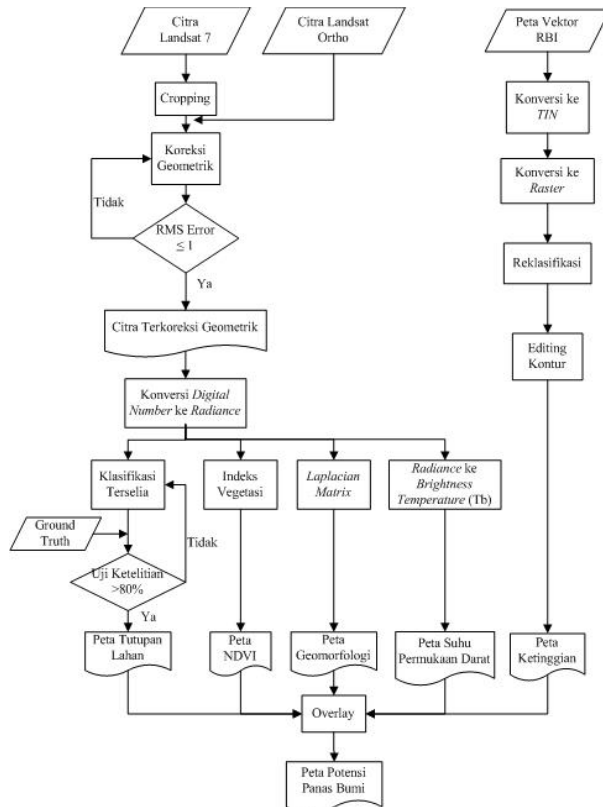 Citra
Landsat 7
Citra Landsat
Ortho
Peta Vektor
RBI
Cropping
Konversi ke
TIN
Koreksi
Geometrik
Konversi ke
Raster
Tidak
RMS Error
≤ 1
Reklasifikasi
Ya
Citra Terkoreksi Geometrik
Editing
Kontur
Konversi Digital
Number ke Radiance
Klasifikasi
Terselia
Indeks
Vegetasi
Laplacian
Matrix
Radiance ke
Brightness
Temperature (Tb)
Ground
Truth
Tidak
Uji Ketelitian
>80%
Ya
Peta Tutupan
Lahan
Peta
NDVI
Peta
Geomorfologi
Peta Suhu
Permukaan Darat
Peta
Ketinggian
Overlay
Peta Potensi
Panas Bumi